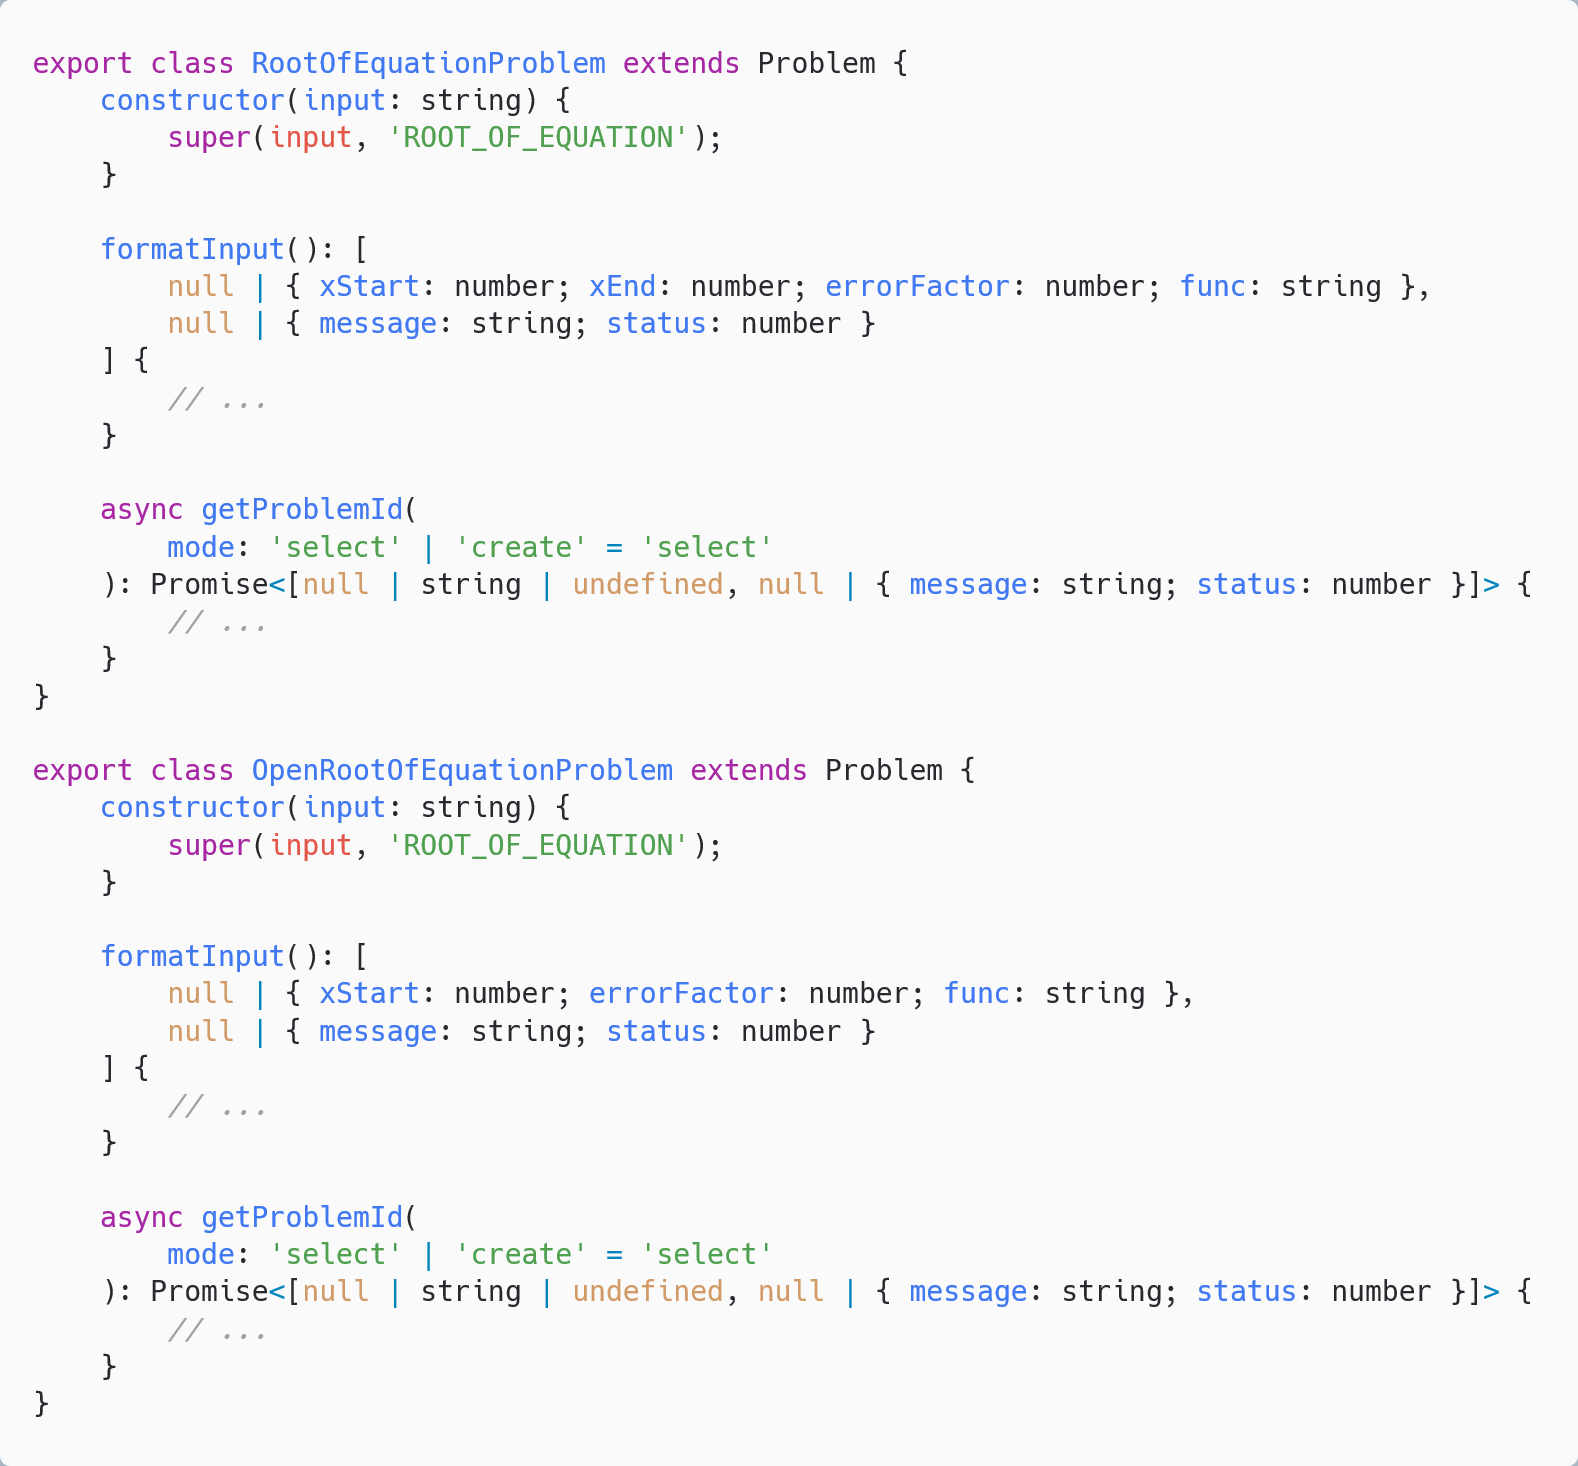 export class RootOfEquationProblem extends Problem {
    constructor(input: string) {
        super(input, 'ROOT_OF_EQUATION');
    }

    formatInput(): [
        null | { xStart: number; xEnd: number; errorFactor: number; func: string },
        null | { message: string; status: number }
    ] {
        // ...
    }

    async getProblemId(
        mode: 'select' | 'create' = 'select'
    ): Promise<[null | string | undefined, null | { message: string; status: number }]> {
        // ...
    }
}

export class OpenRootOfEquationProblem extends Problem {
    constructor(input: string) {
        super(input, 'ROOT_OF_EQUATION');
    }

    formatInput(): [
        null | { xStart: number; errorFactor: number; func: string },
        null | { message: string; status: number }
    ] {
        // ...
    }

    async getProblemId(
        mode: 'select' | 'create' = 'select'
    ): Promise<[null | string | undefined, null | { message: string; status: number }]> {
        // ...
    }
}